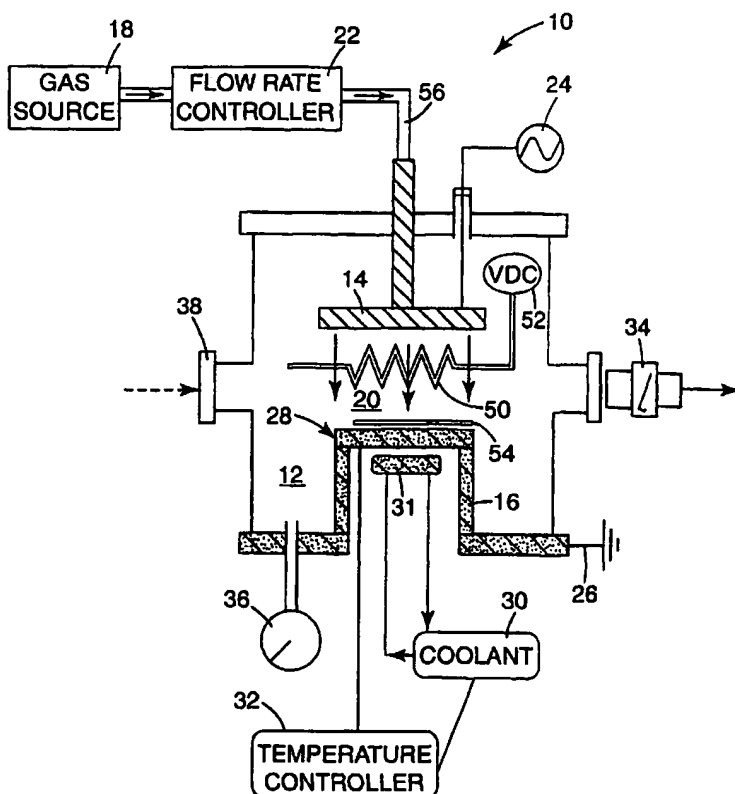 18
22
10
GAS
SOURCE
FLOW RATE
CONTROLLER
56
24
14
VDC
52
38
34
20
50
28
54
12
31
16
26
36
30
COOLANT
32
TEMPERATURE
CONTROLLER